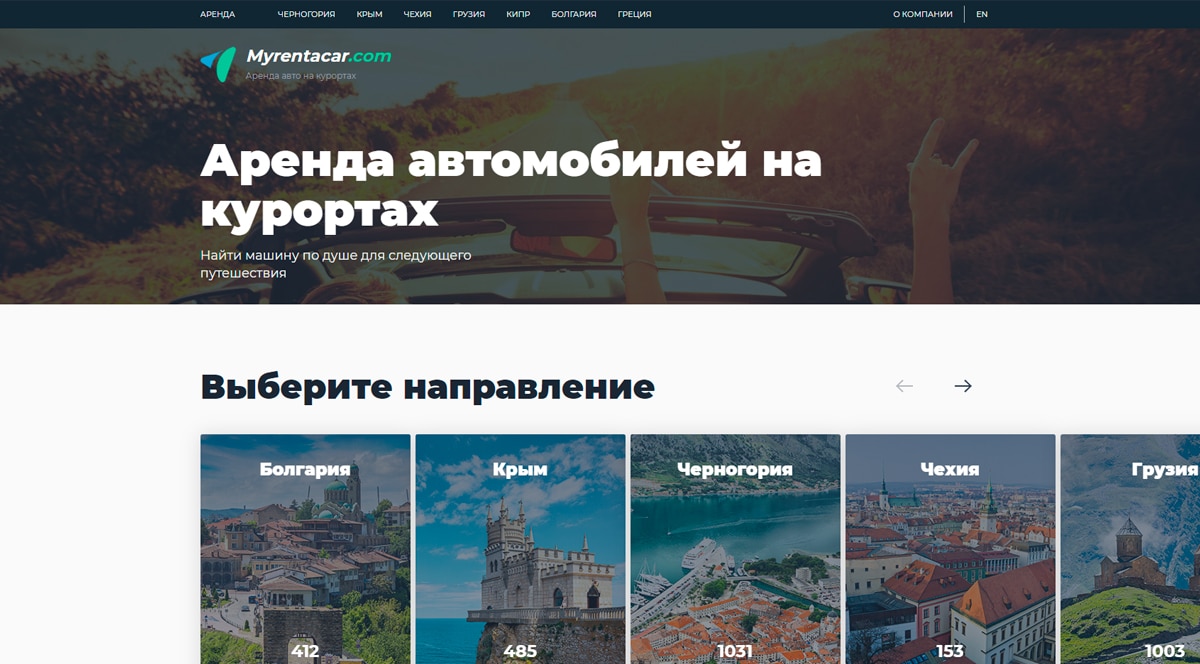 АРЕНДА ЧЕРНОГОРИЯ КРЫМ ЧЕХИЯ ГРУЗИЯ КИПР БОЛГАРИЯ ГРЕЦИЯ О КОМПАНИИ EN
Myrentacar.com
Аренда авто на курортах
Аренда автомобилей на
курортах
Найти машину по душе для следующего
путешествия
Выберите направление
Болгария Крым Черногория Чехия Грузия
412 485 1031 153 1003